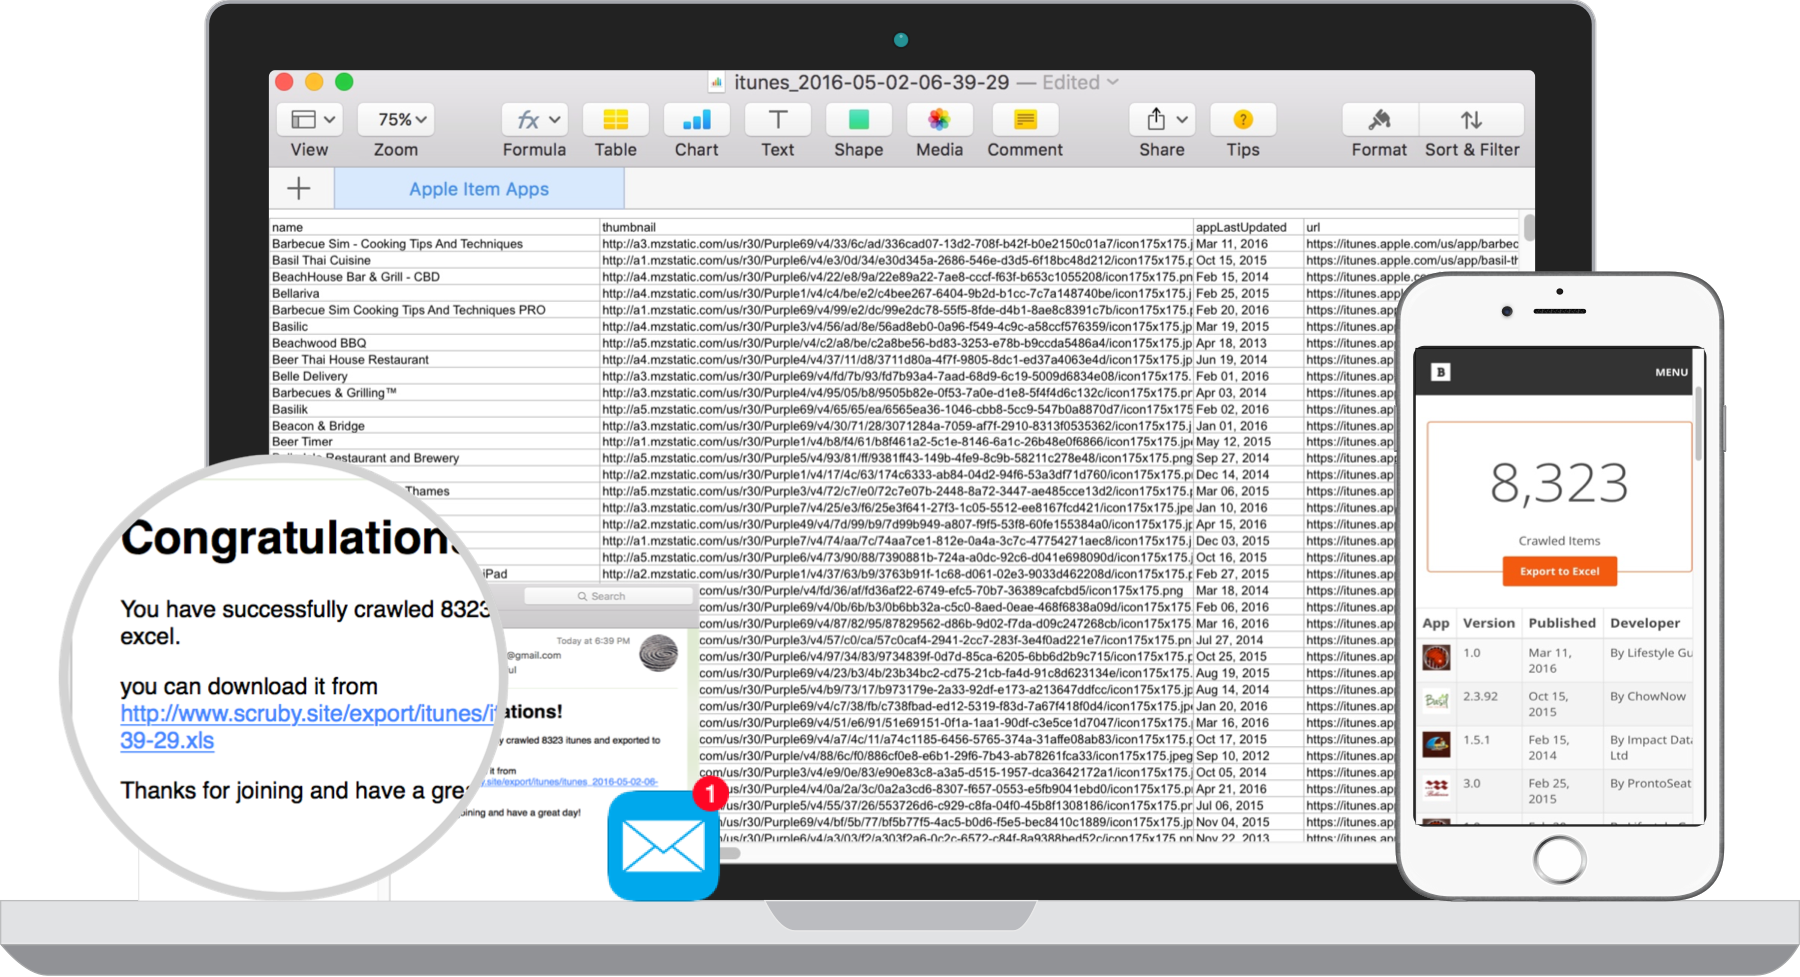 itunes_2016-05-02-06-39-29 — Edited
75%
View Zoom Formula Table Chart Text Shape Media Comment Share Tips Format Sort & Filter
Apple Item Apps
name thumbnail appLastUpdated url
Barbecue Sim - Cooking Tips And Techniques http://a3.mzstatic.com/us/r30/Purple69/v4/33/6c/ad/336cad07-13d2-708f-b42f-b0e2150c01a7/icon175x175.j Mar 11, 2016 https://itunes.apple.com/us/app/barbec
Basil Thai Cuisine http://a1.mzstatic.com/us/r30/Purple6/v4/e3/0d/34/e30d345a-2686-546e-d3d5-6f18bc48d212/icon175x175.p Oct 15, 2015 https://itunes.apple.com/us/app/basil-th
BeachHouse Bar & Grill - CBD http://a4.mzstatic.com/us/r30/Purple4/v4/22/e8/9a/22e89a22-7ae8-cccf-f63f-b653c1055208/icon175x175.pn Feb 15, 2014 https://itunes.apple.co
Bellariva http://a4.mzstatic.com/us/r30/Purple1/v4/c4/be/e2/c4bee267-6404-9b2d-b1cc-7c7a148740be/icon175x175.j Feb 25, 2015 https://itunes.app
Barbecue Sim Cooking Tips And Techniques PRO http://a1.mzstatic.com/us/r30/Purple69/v4/99/e2/dc/99e2dc78-55f5-8fde-d4b1-8ae8c8391c7b/icon175x175.p Feb 20, 2016 https://itunes.ap
Basilic http://a4.mzstatic.com/us/r30/Purple3/v4/56/ad/8e/56ad8eb0-0a96-f549-4c9c-a58ccf576359/icon175x175.jp Mar 19, 2015 https://itunes.ap
Beachwood BBQ http://a5.mzstatic.com/us/r30/Purple/v4/c2/a8/be/c2a8be56-bd83-3253-e78b-b9ccda5486a4/icon175x175.jp Apr 18, 2013 https://itunes.ap
Beer Thai House Restaurant http://a4.mzstatic.com/us/r30/Purple4/v4/37/11/d8/3711d80a-4f7f-9805-8dc1-ed37a4063e4d/icon175x175.jp Jun 19, 2014 https://itunes.ap
Belle Delivery http://a3.mzstatic.com/us/r30/Purple69/v4/fd/7b/93/fd7b93a4-7aad-68d9-6c19-5009d6834e08/icon175x175. Feb 01, 2016 https://itunes.ap
Barbecues & Grilling™ http://a3.mzstatic.com/us/r30/Purple4/v4/95/05/b8/9505b82e-0f53-7a0e-d1e8-5f4f4d6c132c/icon175x175.pn Apr 03, 2014 https://itunes.ap
Basilik http://a5.mzstatic.com/us/r30/Purple69/v4/65/65/ea/6565ea36-1046-cbb8-5cc9-547b0a8870d7/icon175x175 Feb 02, 2016 https://itunes.ap
Beacon & Bridge http://a3.mzstatic.com/us/r30/Purple69/v4/30/71/28/3071284a-7059-af7f-2910-8313f0535362/icon175x175.j Jan 01, 2016 https://itunes.ap
Beer Timer http://a1.mzstatic.com/us/r30/Purple1/v4/b8/f4/61/b8f461a2-5c1e-8146-6a1c-26b48e0f6866/icon175x175.jpe May 12, 2015 https://itunes.ap
Restaurant and Brewery http://a5.mzstatic.com/us/r30/Purple5/v4/93/81/ff/9381ff43-149b-4fe9-8c9b-58211c278e48/icon175x175.png Sep 27, 2014 https://itunes.ap
http://a2.mzstatic.com/us/r30/Purple1/v4/17/4c/63/174c6333-ab84-04d2-94f6-53a3df71d760/icon175x175.pn Dec 14, 2014 https://itunes.ap
Thames http://a5.mzstatic.com/us/r30/Purple3/v4/72/c7/e0/72c7e07b-2448-8a72-3447-ae485cce13d2/icon175x175.p Mar 06, 2015 https://itunes.ap
http://a3.mzstatic.com/us/r30/Purple7/v4/25/e3/f6/25e3f641-27f3-1c05-5512-ee8167fcd421/icon175x175.jpe Jan 10, 2016 https://itunes.ap
http://a2.mzstatic.com/us/r30/Purple49/v4/7d/99/b9/7d99b949-a807-f9f5-53f8-60fe155384a0/icon175x175.j Apr 15, 2016 https://itunes.ap
http://a1.mzstatic.com/us/r30/Purple7/v4/74/aa/7c/74aa7ce1-812e-0a4a-3c7c-47754271aec8/icon175x175.j Dec 03, 2015 https://itunes.ap
http://a5.mzstatic.com/us/r30/Purple6/v4/73/90/88/7390881b-724a-a0dc-92c6-d041e698090d/icon175x175.p Oct 16, 2015 https://itunes.ap
iPad http://a2.mzstatic.com/us/r30/Purple1/v4/37/63/b9/3763b91f-1c68-d061-02e3-9033d462208d/icon175x175.p Feb 27, 2015 https://itunes.ap
com/us/r30/Purple/v4/fd/36/af/fd36af22-6749-efc5-70b7-36389cafcbd5/icon175x175.png Mar 18, 2014 https://itunes.ap
com/us/r30/Purple69/v4/0b/6b/b3/0b6bb32a-c5c0-8aed-0eae-468f6838a09d/icon175x175. Feb 06, 2016 https://itunes.ap
com/us/r30/Purple69/v4/87/82/95/87829562-d86b-9d02-f7da-d09c247268cb/icon175x175. Mar 16, 2016 https://itunes.ap
com/us/r30/Purple3/v4/57/c0/ca/57c0caf4-2941-2cc7-283f-3e4f0ad221e7/icon175x175.pn Jul 27, 2014 https://itunes.ap
com/us/r30/Purple6/v4/97/34/83/9734839f-0d7d-85ca-6205-6bb6d2b9c715/icon175x175.p Oct 25, 2015 https://itunes.ap
com/us/r30/Purple69/v4/23/b4/3b/23b34bc2-cd75-21cb-fa4d-91c8d623134e/icon175x175. Aug 19, 2015 https://itunes.ap
com/us/r30/Purple5/v4/b9/73/17/b973179e-2a33-92df-e173-a213647ddfcc/icon175x175.jp Aug 14, 2014 https://itunes.ap
com/us/r30/Purple6/v4/c7/38/fb/c738fbad-ed12-5319-f83d-7a67f418f0d4/icon175x175.jpe Jan 20, 2016 https://itunes.ap
com/us/r30/Purple69/v4/51/e6/91/51e69151-0f1a-1aa1-90df-c3e5ce1d7047/icon175x175.p Mar 16, 2016 https://itunes.ap
com/us/r30/Purple69/v4/a7/4c/11/a74c1185-6456-5765-374a-31affe08ab83/icon175x175.p Oct 17, 2015 https://itunes.ap
com/us/r30/Purple/v4/88/6c/f0/886cf0e8-e6b1-29f6-7b43-ab78261fca33/icon175x175.jpeg Sep 10, 2012 https://itunes.ap
com/us/r30/Purple3/v4/e9/0e/83/e90e83c8-a3a5-d515-1957-dca3642172a1/icon175x175.p Oct 05, 2014 https://itunes.ap
com/us/r30/Purple4/v4/0a/2a/3c/0a2a3cd6-8307-f657-0553-e5fb9041ebd0/icon175x175.p Apr 21, 2016 https://itunes.ap
com/us/r30/Purple5/v4/55/37/26/553726d6-c929-c8fa-04f0-45b8f1308186/icon175x175.p Jul 06, 2015 https://itunes.ap
com/us/r30/Purple69/v4/bf/5b/77/bf5b77f5-4ac5-b0d6-f5e5-bec8410c1889/icon175x175.jp Nov 04, 2015 https://itunes.ap
com/us/r30/Purple6/v4/a3/03/f2/a303f2a6-0c2c-6572-c84f-8a9388bed52c/icon175x175.pn Nov 22, 2013 https://itunes.ap
Congratulation
You have successfully crawled 8323
excel.
you can download it from
http://www.scruby.site/export/itunes/i
39-29.xls
Thanks for joining and have a gre
Search
Today at 6:39 PM
@gmail.com
ul
ations!
y crawled 8323 itunes and exported to
it from
y.site/export/itunes/itunes_2016-05-02-06-
oining and have a great day!
1
B MENU
8,323
Crawled Items
Export to Excel
App Version Published Developer
1.0 Mar 11, 2016 By Lifestyle Gu
2.3.92 Oct 15, 2015 By ChowNow
1.5.1 Feb 15, 2014 By Impact Data Ltd
3.0 Feb 25, 2015 By ProntoSeat